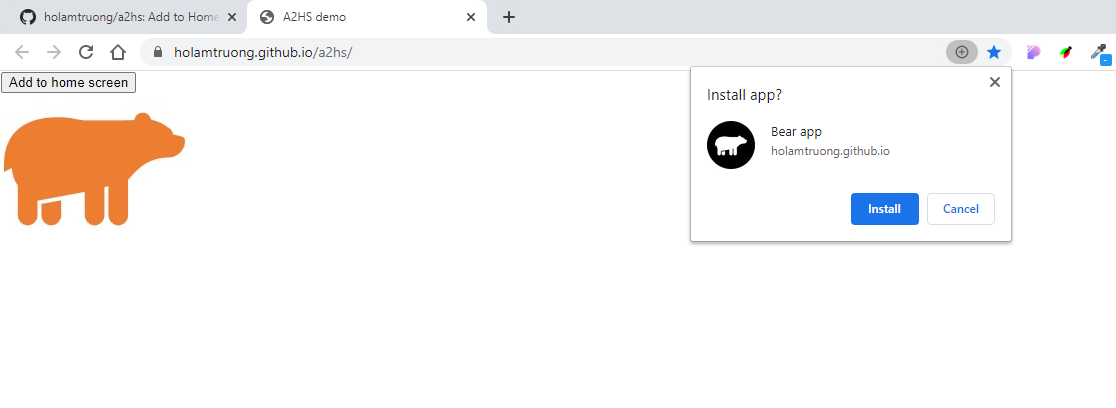 holamtruong/a2hs: Add to Home
A2HS demo
holamtruong.github.io/a2hs/
Add to home screen
Install app?
Bear app
holamtruong.github.io
Install
Cancel